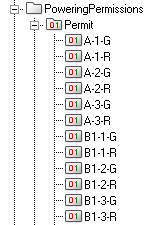 PoweringPermissions
Permit
A-1-G
A-1-R
A-2-G
A-2-R
A-3-G
A-3-R
B1-1-G
B1-1-R
B1-2-G
B1-2-R
B1-3-G
B1-3-R